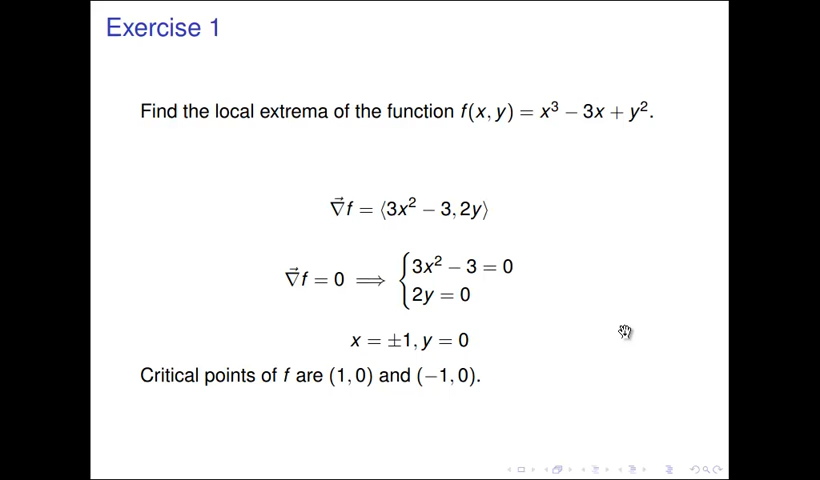 Exercise 1
Find the local extrema of the function f(x, y) = x³ − 3x + y².
∇⃗f = ⟨3x² − 3, 2y⟩
∇⃗f = 0 ⟹ { 3x² − 3 = 0
2y = 0
x = ±1, y = 0
Critical points of f are (1, 0) and (−1, 0).